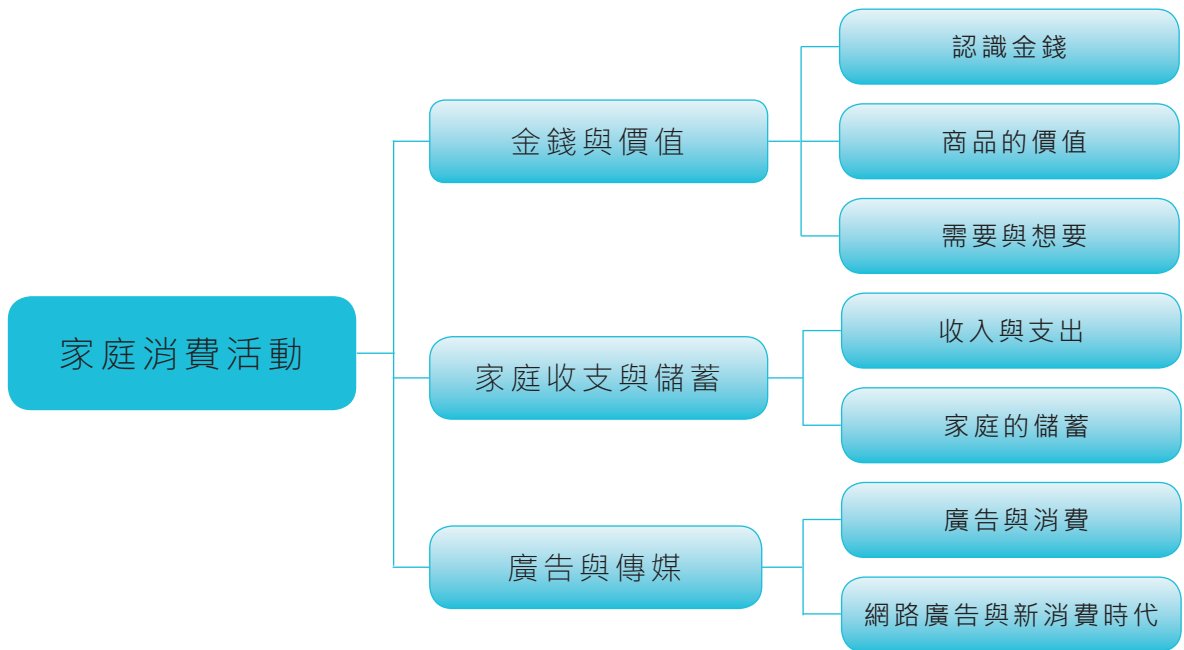 家庭消費活動
金錢與價值
認識金錢
商品的價值
需要與想要
家庭收支與儲蓄
收入與支出
家庭的儲蓄
廣告與傳媒
廣告與消費
網路廣告與新消費時代